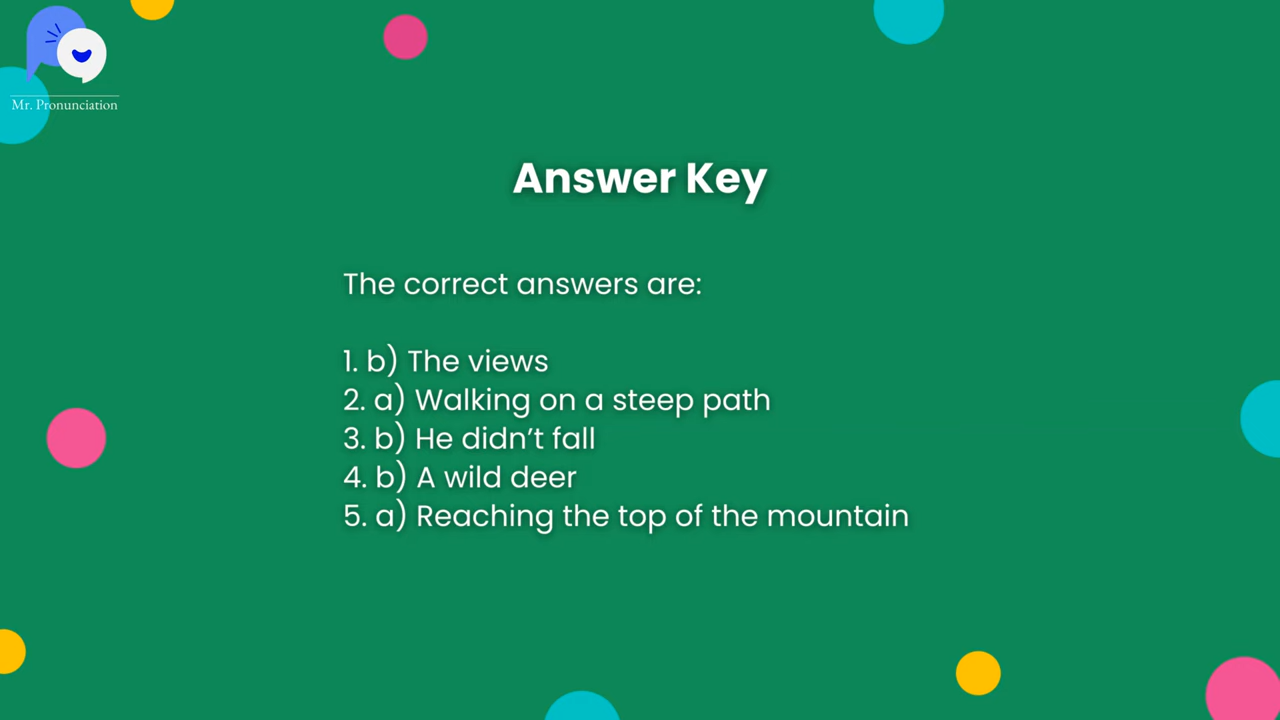 Mr. Pronunciation
Answer Key
The correct answers are:
1. b) The views
2. a) Walking on a steep path
3. b) He didn’t fall
4. b) A wild deer
5. a) Reaching the top of the mountain